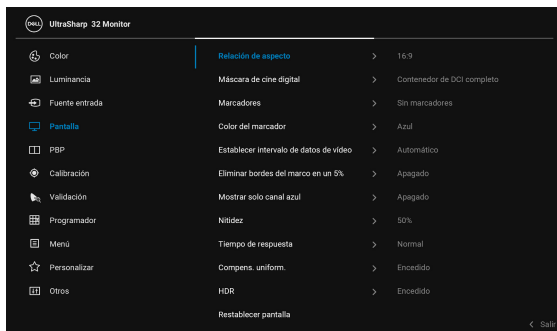 DELL UltraSharp 32 Monitor
Color Relación de aspecto > 16:9
Luminancia Máscara de cine digital > Contenedor de DCI completo
Fuente entrada Marcadores > Sin marcadores
Pantalla Color del marcador > Azul
PBP Establecer intervalo de datos de vídeo > Automático
Calibración Eliminar bordes del marco en un 5% > Apagado
Validación Mostrar solo canal azul > Apagado
Programador Nitidez > 50%
Menú Tiempo de respuesta > Normal
Personalizar Compens. uniform. > Encedido
Otros HDR > Encedido
Restablecer pantalla
< Salir